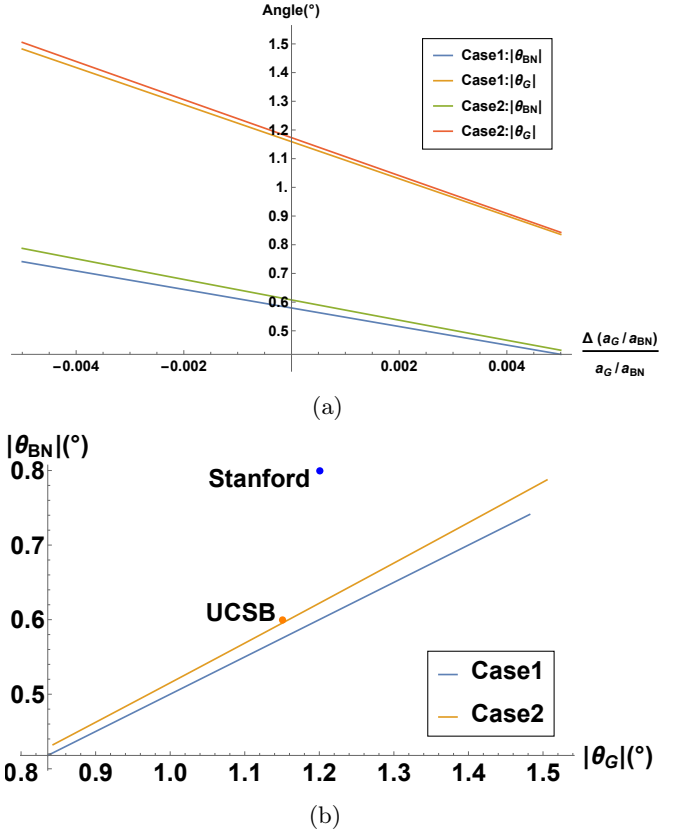 Angle(°)
1.5
1.4
1.3
1.2
1.1
1.
0.9
0.8
0.7
0.6
0.5
Case1:|θBN|
Case1:|θG|
Case2:|θBN|
Case2:|θG|
−0.004 −0.002 0.002 0.004
Δ (aG / aBN)
aG / aBN
(a)
|θBN|(°)
0.8
0.7
0.6
0.5
Stanford
UCSB
Case1
Case2
0.8 0.9 1.0 1.1 1.2 1.3 1.4 1.5
|θG|(°)
(b)